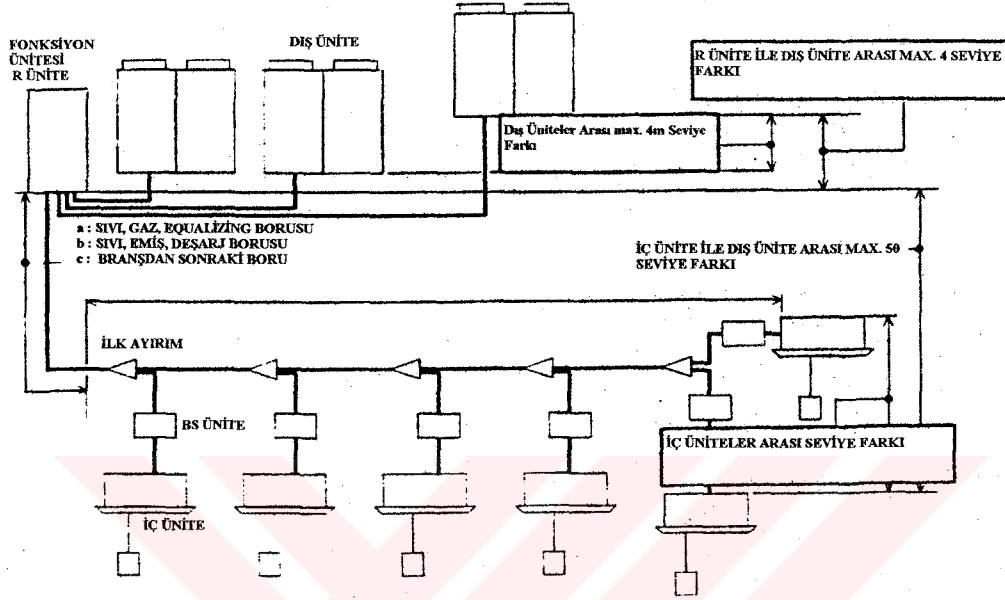 FONKSİYON
ÜNİTESİ
R ÜNİTE
DIŞ ÜNİTE
R ÜNİTE İLE DIŞ ÜNİTE ARASI MAX. 4 SEVİYE
FARKI
Dış Üniteler Arası max. 4m Seviye
Farkı
a : SIVI, GAZ, EQUALIZING BORUSU
b : SIVI, EMİŞ, DEŞARJ BORUSU
c : BRANŞDAN SONRAKİ BORU
İÇ ÜNİTE İLE DIŞ ÜNİTE ARASI MAX. 50
SEVİYE FARKI
İLK AYIRIM
BS ÜNİTE
İÇ ÜNİTELER ARASI SEVİYE FARKI
İÇ ÜNİTE